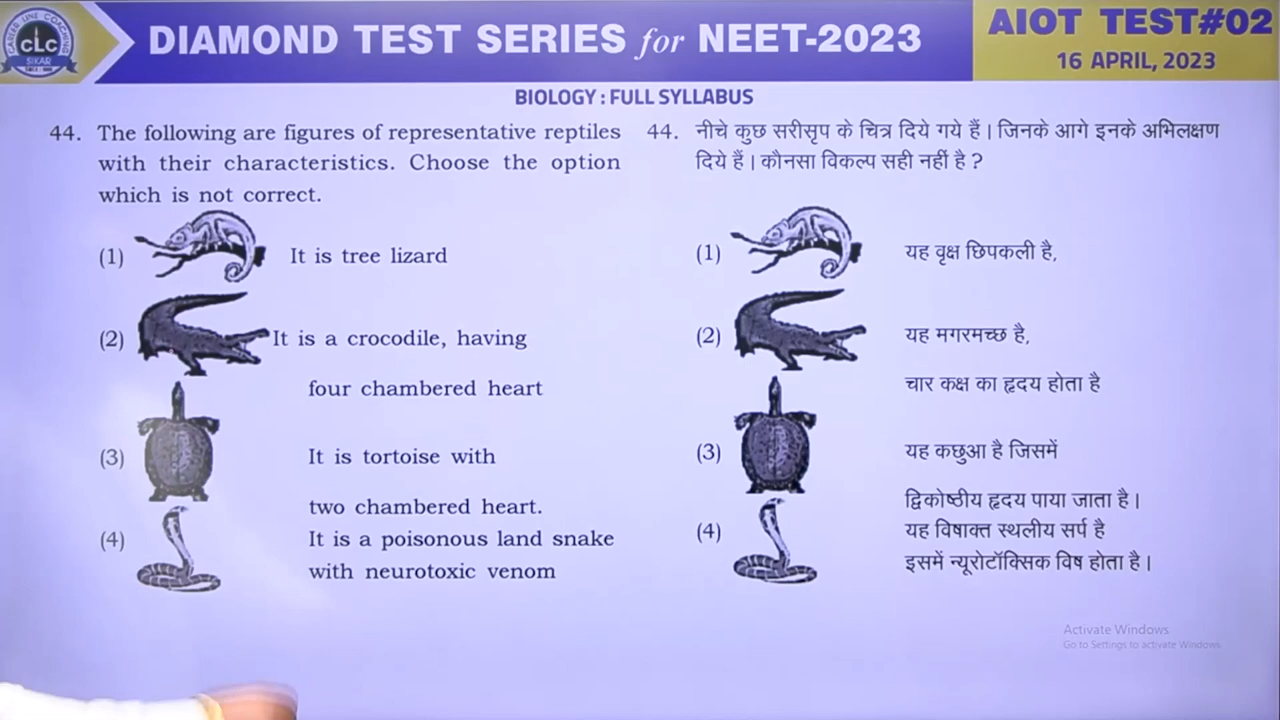 CAREER LINE COACHING
CLC
SIKAR
DIAMOND TEST SERIES for NEET-2023
AIOT TEST#02
16 APRIL, 2023
BIOLOGY : FULL SYLLABUS
44. The following are figures of representative reptiles
with their characteristics. Choose the option
which is not correct.
(1) It is tree lizard
(2) It is a crocodile, having
four chambered heart
(3) It is tortoise with
two chambered heart.
(4) It is a poisonous land snake
with neurotoxic venom
44. नीचे कुछ सरीसृप के चित्र दिये गये हैं। जिनके आगे इनके अभिलक्षण
दिये हैं। कौनसा विकल्प सही नहीं है ?
(1) यह वृक्ष छिपकली है,
(2) यह मगरमच्छ है,
चार कक्ष का हृदय होता है
(3) यह कछुआ है जिसमें
द्विकोष्ठीय हृदय पाया जाता है।
(4) यह विषाक्त स्थलीय सर्प है
इसमें न्यूरोटॉक्सिक विष होता है।
Activate Windows
Go to Settings to activate Windows.